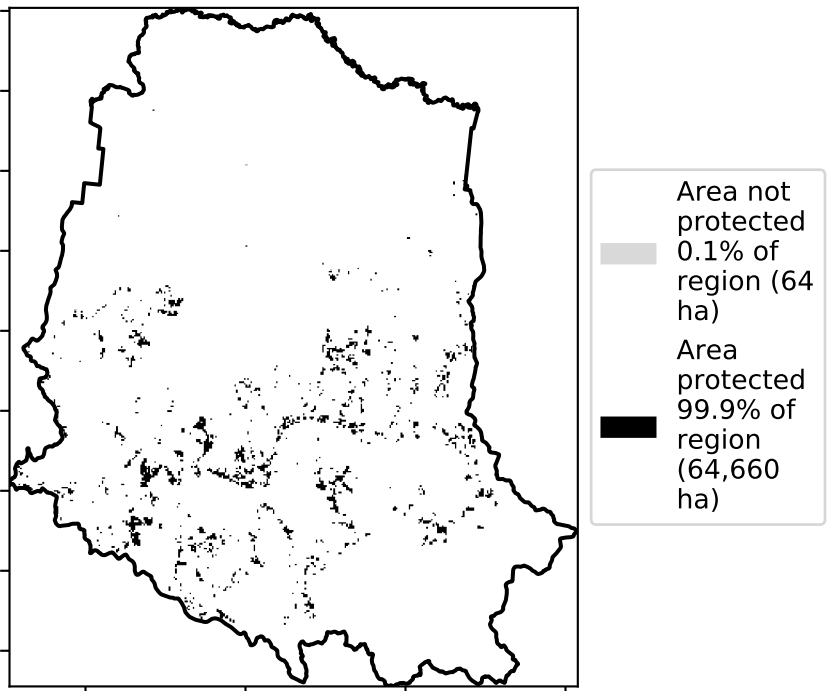 Area not
protected
0.1% of
region (64
ha)
Area
protected
99.9% of
region
(64,660
ha)